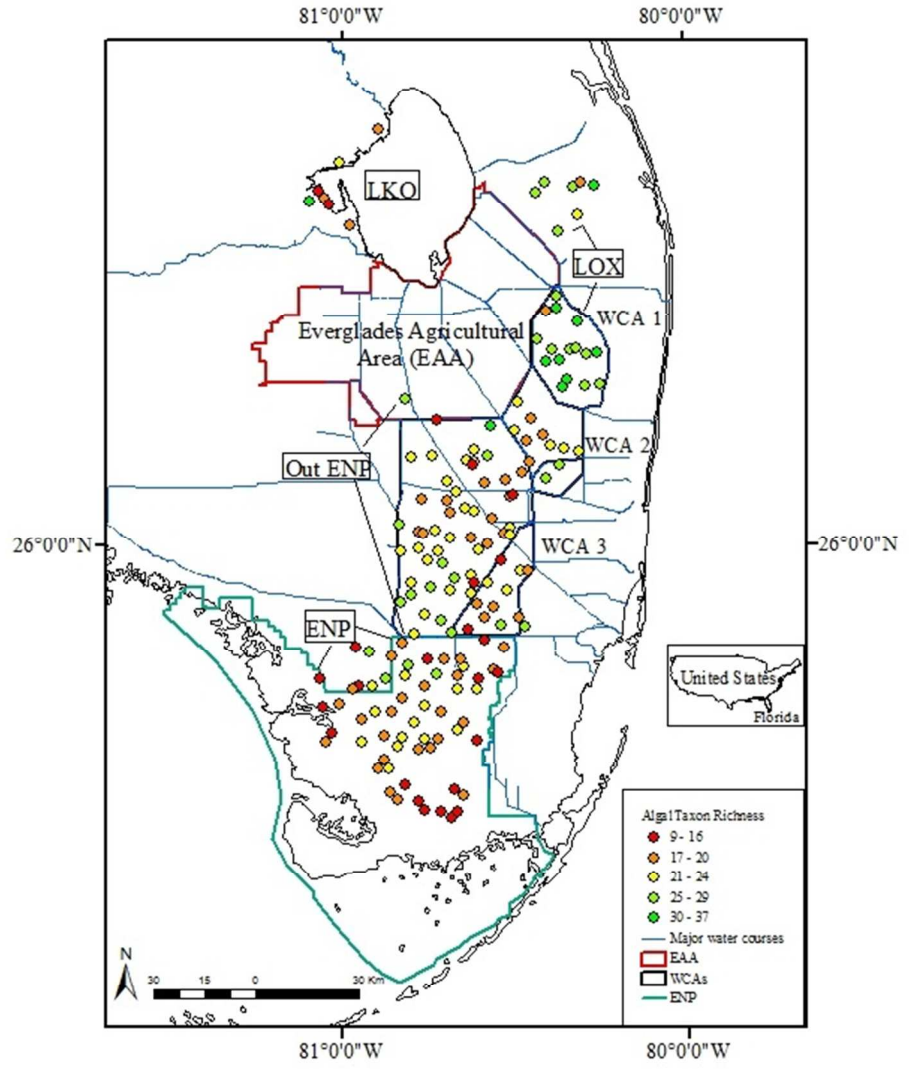 81°0'0"W
80°0'0"W
LKO
LOX
WCA 1
Everglades Agricultural
Area (EAA)
WCA 2
Out ENP
26°0'0"N
26°0'0"N
WCA 3
ENP
United States
Florida
Algal Taxon Richness
9 - 16
17 - 20
21 - 24
25 - 29
30 - 37
Major water courses
EAA
WCAs
ENP
N
30 15 0 30 Km
81°0'0"W
80°0'0"W